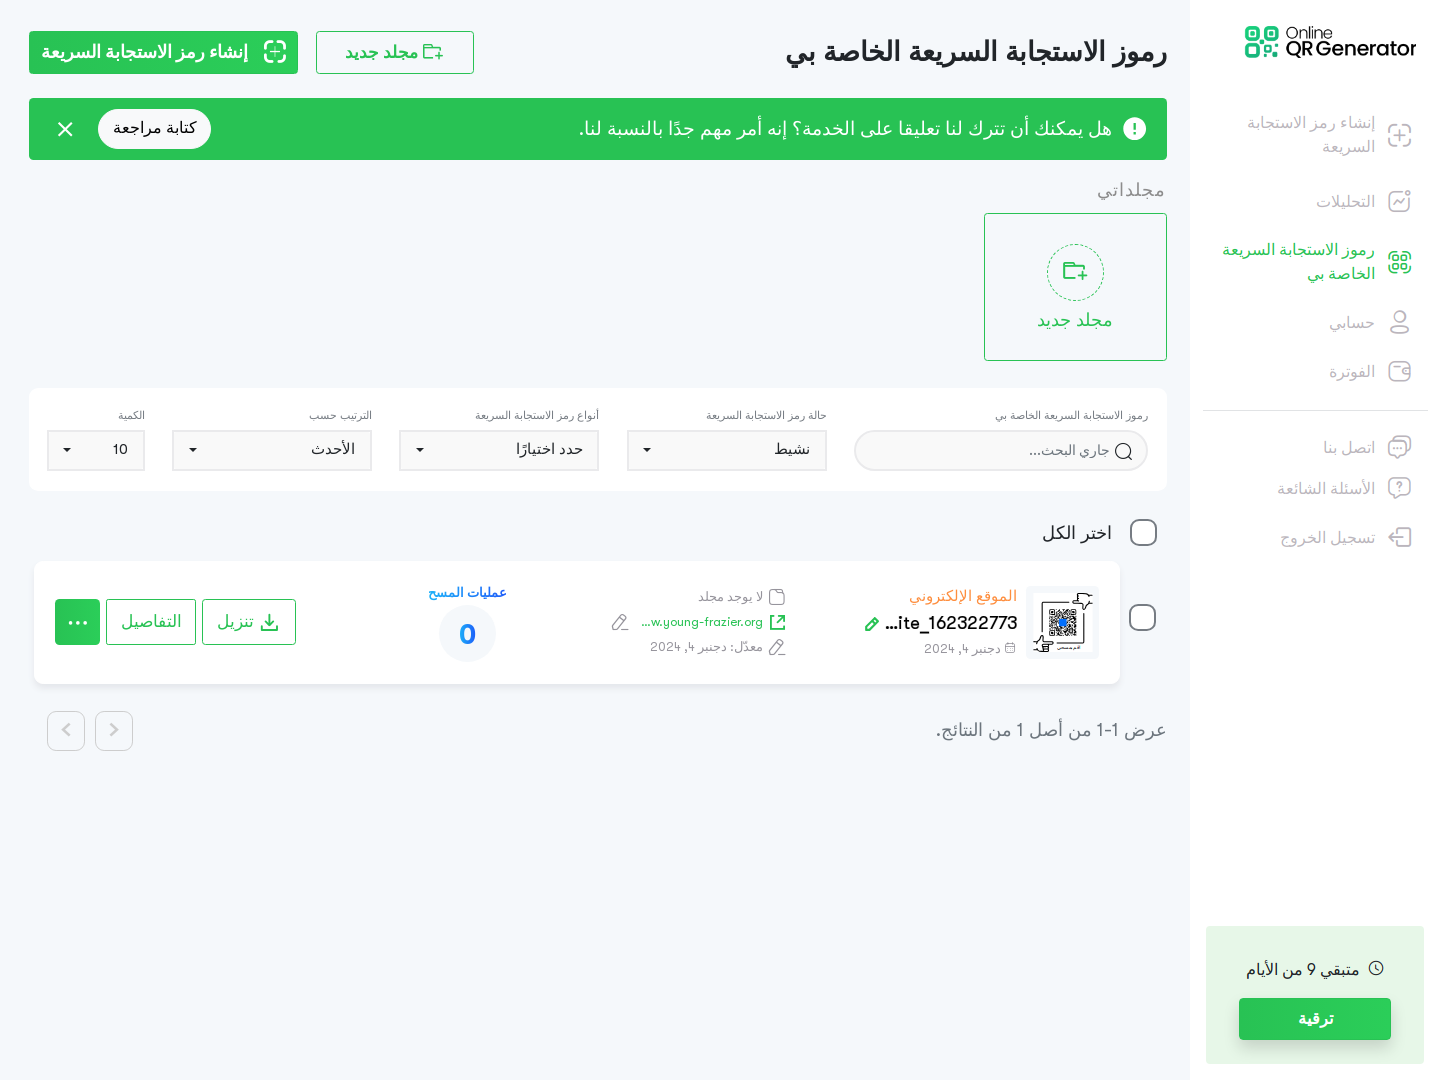 Online
QR Generator
إنشاء رمز الاستجابة
السريعة
التحليلات
رموز الاستجابة السريعة
الخاصة بي
حسابي
الفوترة
اتصل بنا
الأسئلة الشائعة
تسجيل الخروج
متبقي 9 من الأيام
ترقية
رموز الاستجابة السريعة الخاصة بي
مجلد جديد
إنشاء رمز الاستجابة السريعة
هل يمكنك أن تترك لنا تعليقا على الخدمة؟ إنه أمر مهم جدًا بالنسبة لنا.
كتابة مراجعة
مجلداتي
مجلد جديد
رموز الاستجابة السريعة الخاصة بي
جاري البحث...
حالة رمز الاستجابة السريعة
نشيط
أنواع رمز الاستجابة السريعة
حدد اختيارًا
الترتيب حسب
الأحدث
الكمية
10
اختر الكل
الموقع الإلكتروني
...ite_162322773
دجنبر 4, 2024
لا يوجد مجلد
...w.young-frazier.org
معدّل: دجنبر 4, 2024
عمليات المسح
0
تنزيل
التفاصيل
عرض 1-1 من أصل 1 من النتائج.